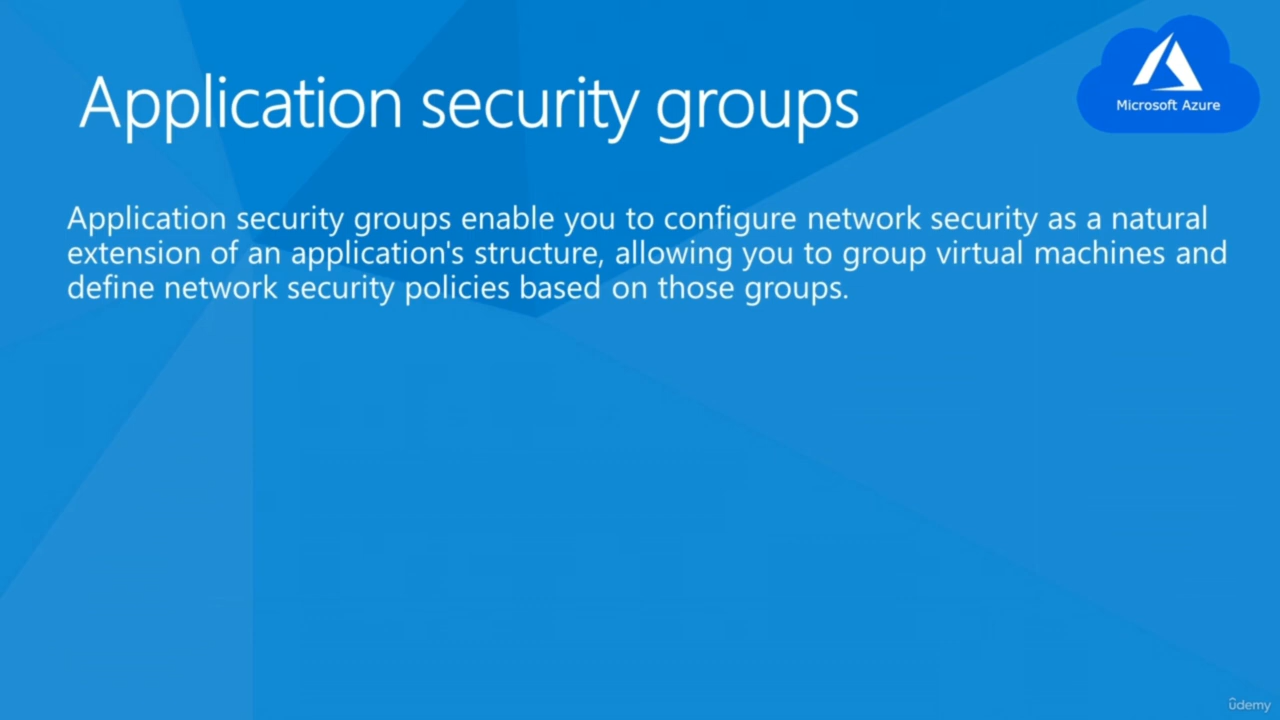 Microsoft Azure
Application security groups
Application security groups enable you to configure network security as a natural
extension of an application's structure, allowing you to group virtual machines and
define network security policies based on those groups.
ûdemy